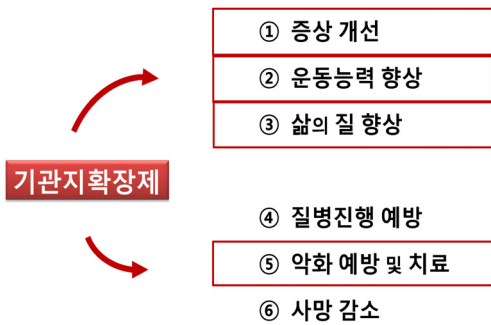 ① 증상 개선
② 운동능력 향상
③ 삶의 질 향상
기관지확장제
④ 질병진행 예방
⑤ 악화 예방 및 치료
⑥ 사망 감소